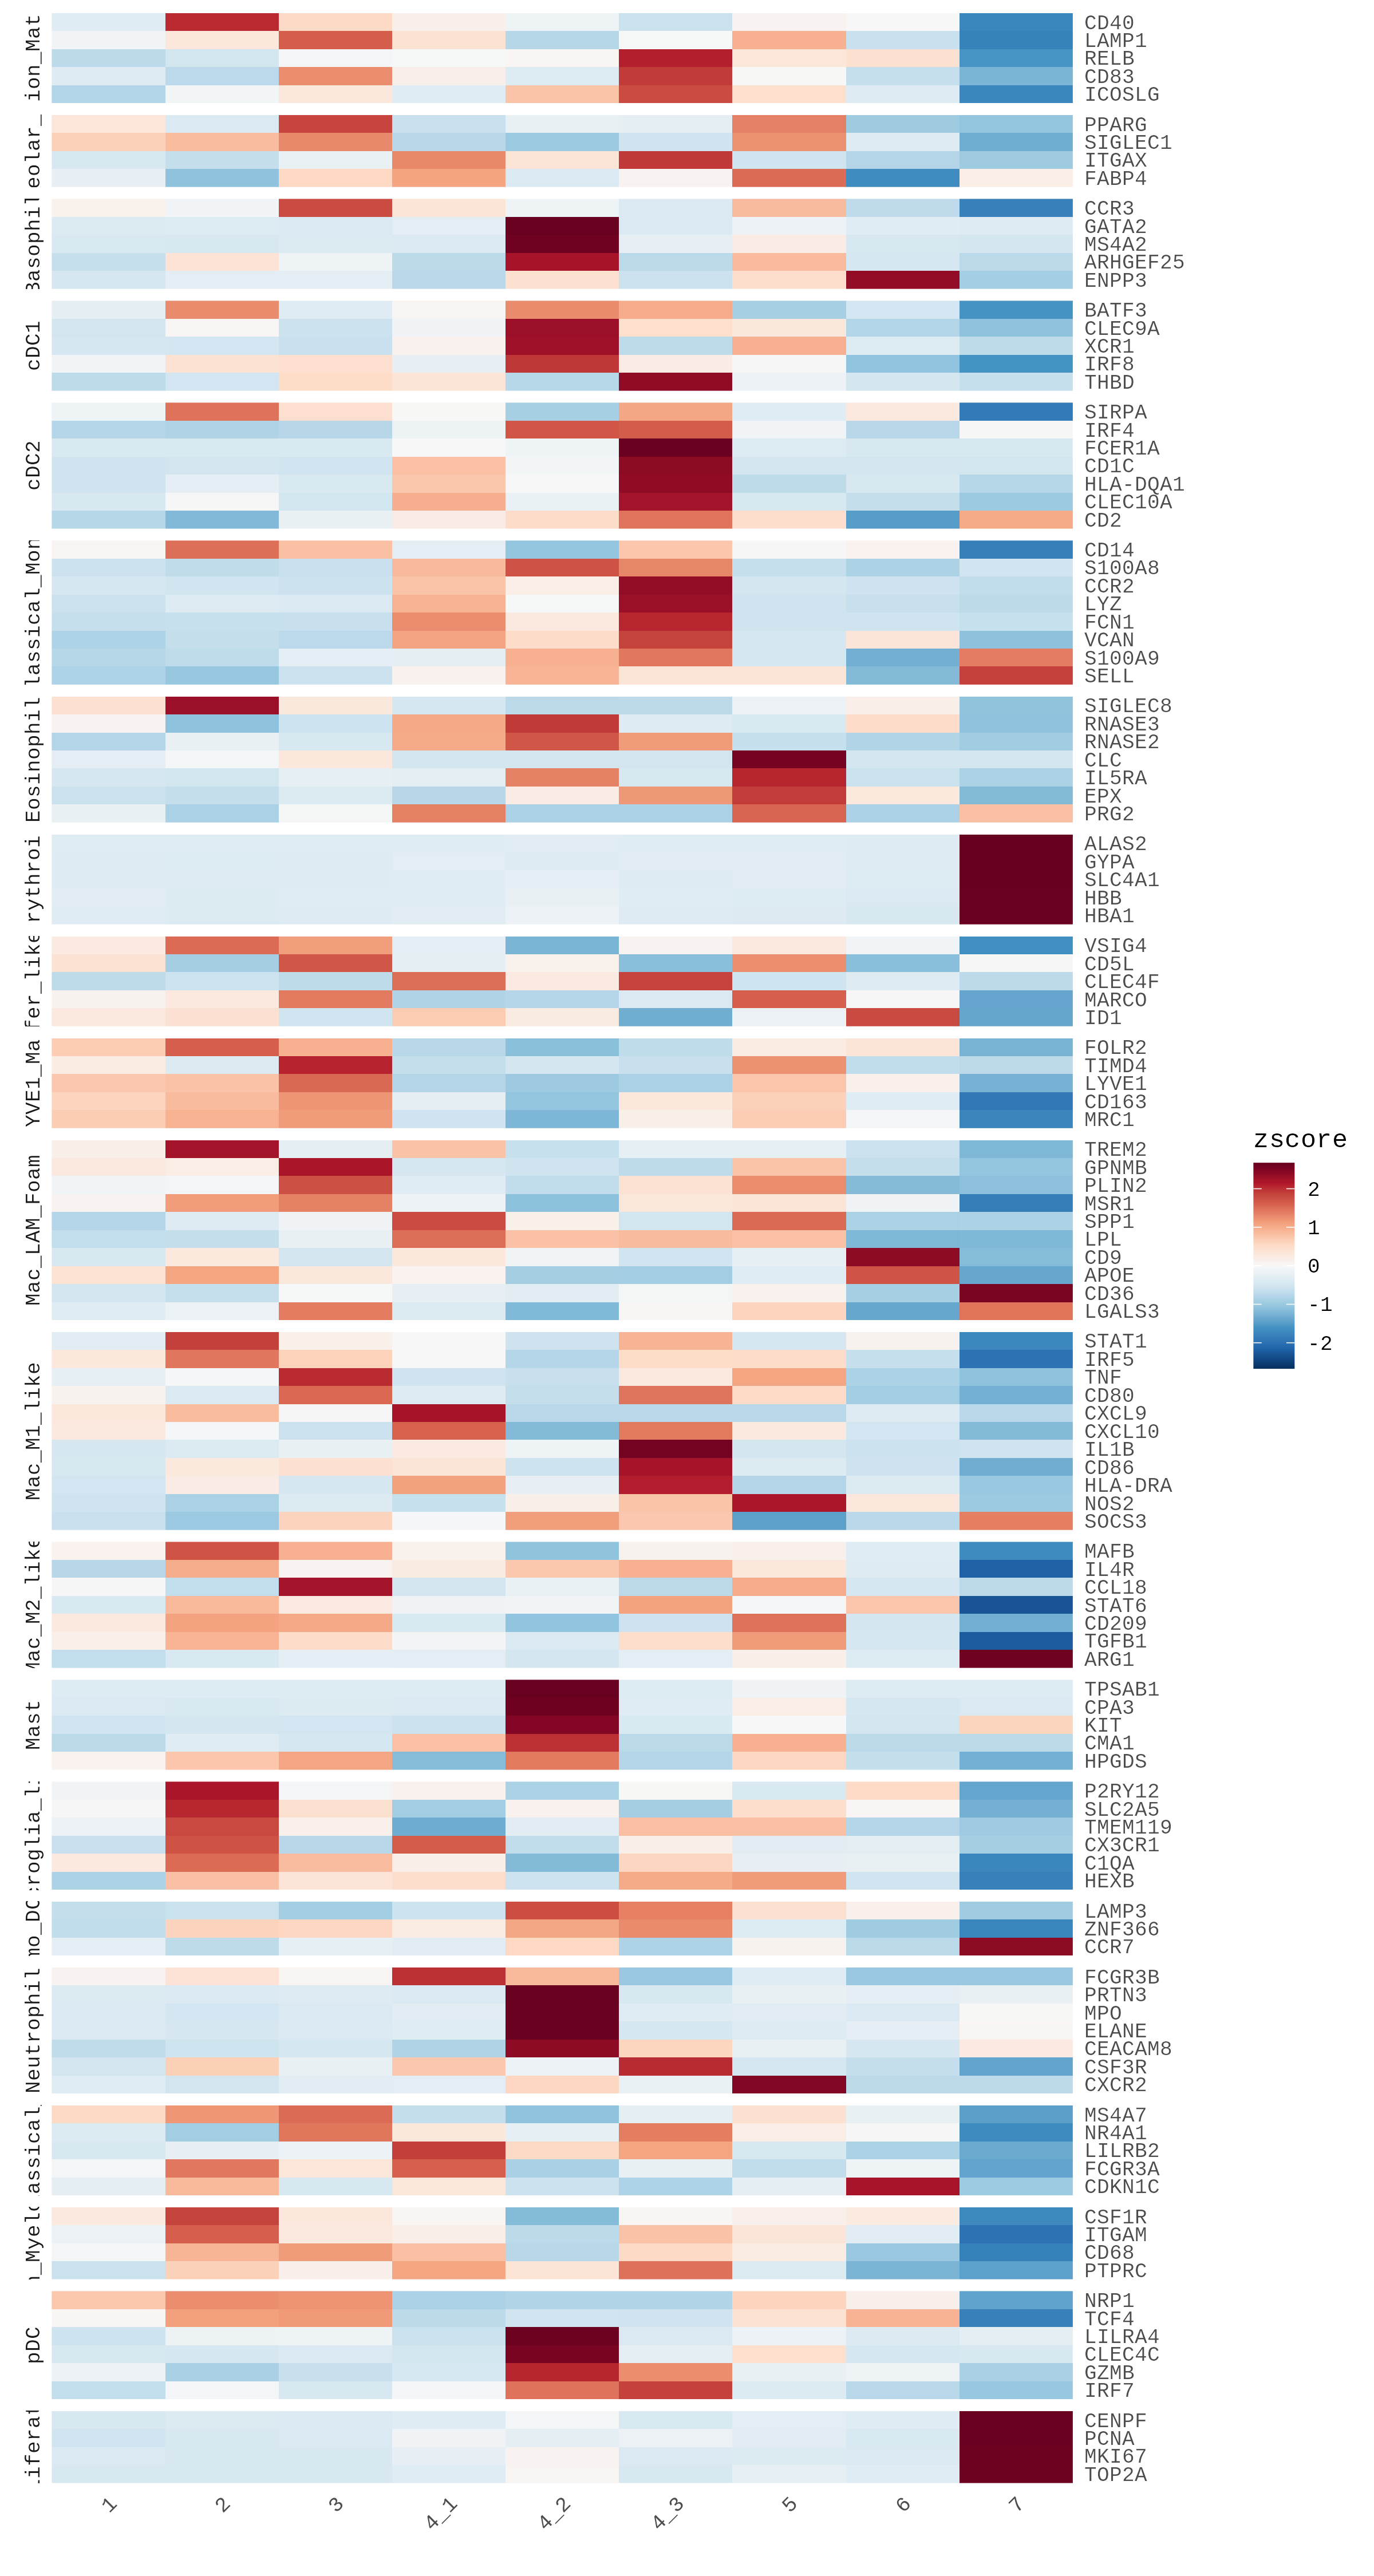 ion_Mat
CD40
LAMP1
RELB
CD83
ICOSLG
eolar_
PPARG
SIGLEC1
ITGAX
FABP4
Basophil
CCR3
GATA2
MS4A2
ARHGEF25
ENPP3
cDC1
BATF3
CLEC9A
XCR1
IRF8
THBD
cDC2
SIRPA
IRF4
FCER1A
CD1C
HLA-DQA1
CLEC10A
CD2
lassical_Mon
CD14
S100A8
CCR2
LYZ
FCN1
VCAN
S100A9
SELL
Eosinophil
SIGLEC8
RNASE3
RNASE2
CLC
IL5RA
EPX
PRG2
rythroi
ALAS2
GYPA
SLC4A1
HBB
HBA1
fer_like
VSIG4
CD5L
CLEC4F
MARCO
ID1
YVE1_Ma
FOLR2
TIMD4
LYVE1
CD163
MRC1
Mac_LAM_Foam
TREM2
GPNMB
PLIN2
MSR1
SPP1
LPL
CD9
APOE
CD36
LGALS3
Mac_M1_like
STAT1
IRF5
TNF
CD80
CXCL9
CXCL10
IL1B
CD86
HLA-DRA
NOS2
SOCS3
Mac_M2_like
MAFB
IL4R
CCL18
STAT6
CD209
TGFB1
ARG1
Mast
TPSAB1
CPA3
KIT
CMA1
HPGDS
roglia_l
P2RY12
SLC2A5
TMEM119
CX3CR1
C1QA
HEXB
mo_DC
LAMP3
ZNF366
CCR7
Neutrophil
FCGR3B
PRTN3
MPO
ELANE
CEACAM8
CSF3R
CXCR2
assical
MS4A7
NR4A1
LILRB2
FCGR3A
CDKN1C
_Myelo
CSF1R
ITGAM
CD68
PTPRC
pDC
NRP1
TCF4
LILRA4
CLEC4C
GZMB
IRF7
iferat
CENPF
PCNA
MKI67
TOP2A
1 2 3 4_1 4_2 4_3 5 6 7
zscore
2
1
0
-1
-2